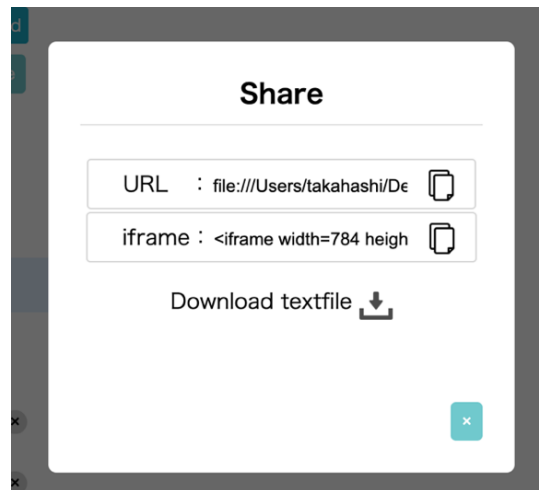 d
Share
URL : file:///Users/takahashi/De
iframe : <iframe width=784 heigh
Download textfile
×
×
×